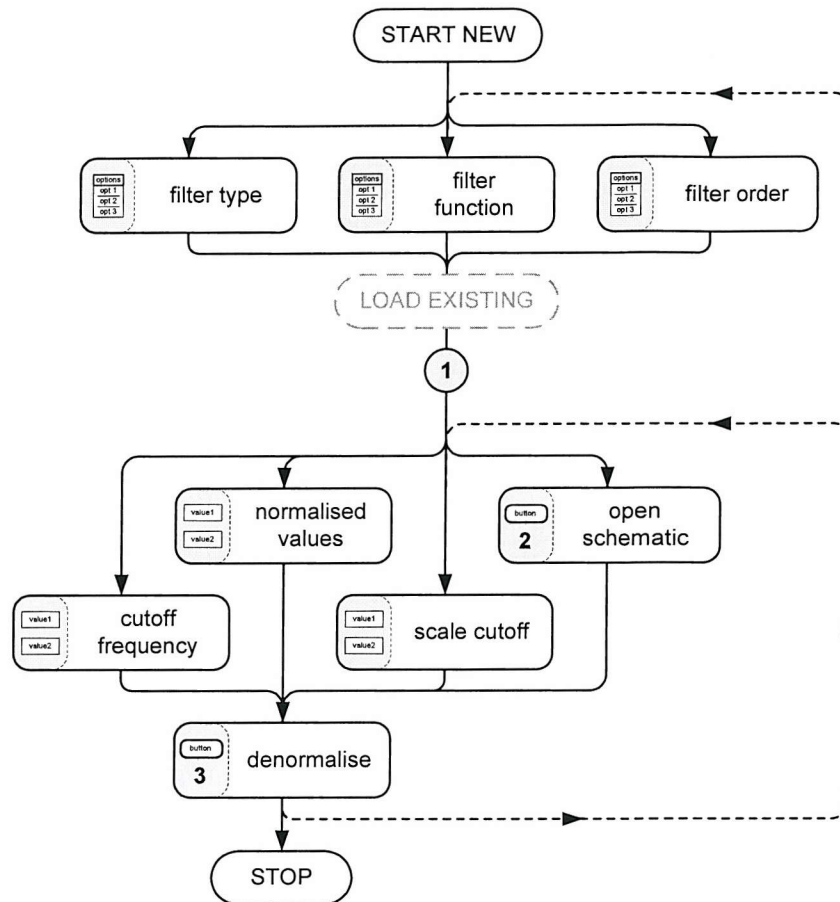 START NEW
options
opt 1
opt 2
opt 3
filter type
options
opt 1
opt 2
opt 3
filter
function
options
opt 1
opt 2
opt 3
filter order
LOAD EXISTING
1
value1
value2
normalised
values
button
2
open
schematic
value1
value2
cutoff
frequency
value1
value2
scale cutoff
button
3
denormalise
STOP